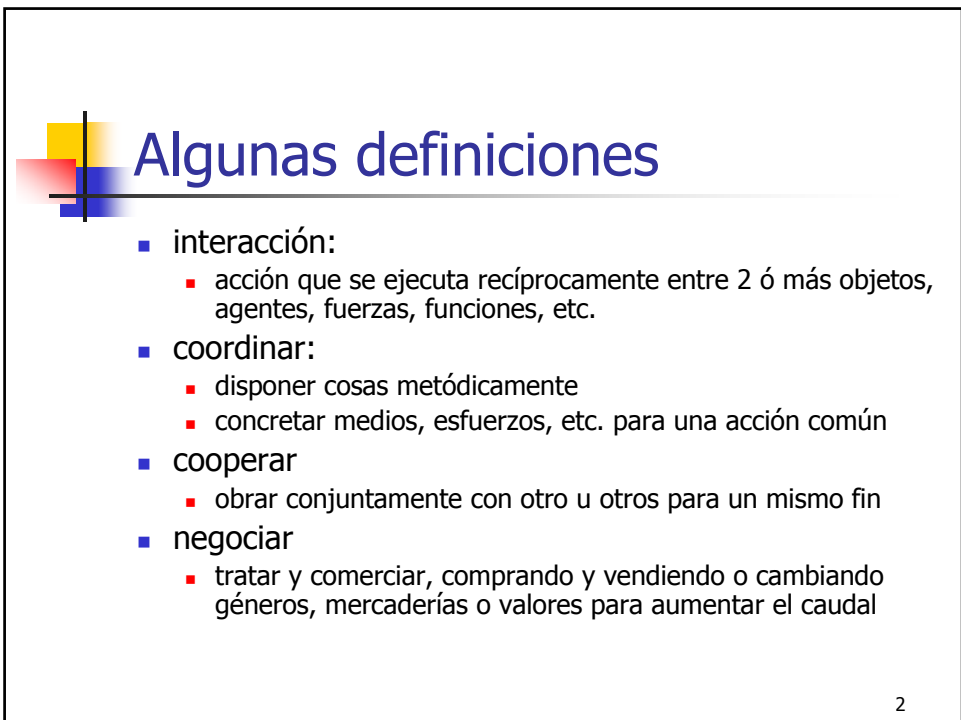 Algunas definiciones
interacción:
acción que se ejecuta recíprocamente entre 2 ó más objetos,
agentes, fuerzas, funciones, etc.
coordinar:
disponer cosas metódicamente
concretar medios, esfuerzos, etc. para una acción común
cooperar
obrar conjuntamente con otro u otros para un mismo fin
negociar
tratar y comerciar, comprando y vendiendo o cambiando
géneros, mercaderías o valores para aumentar el caudal
2